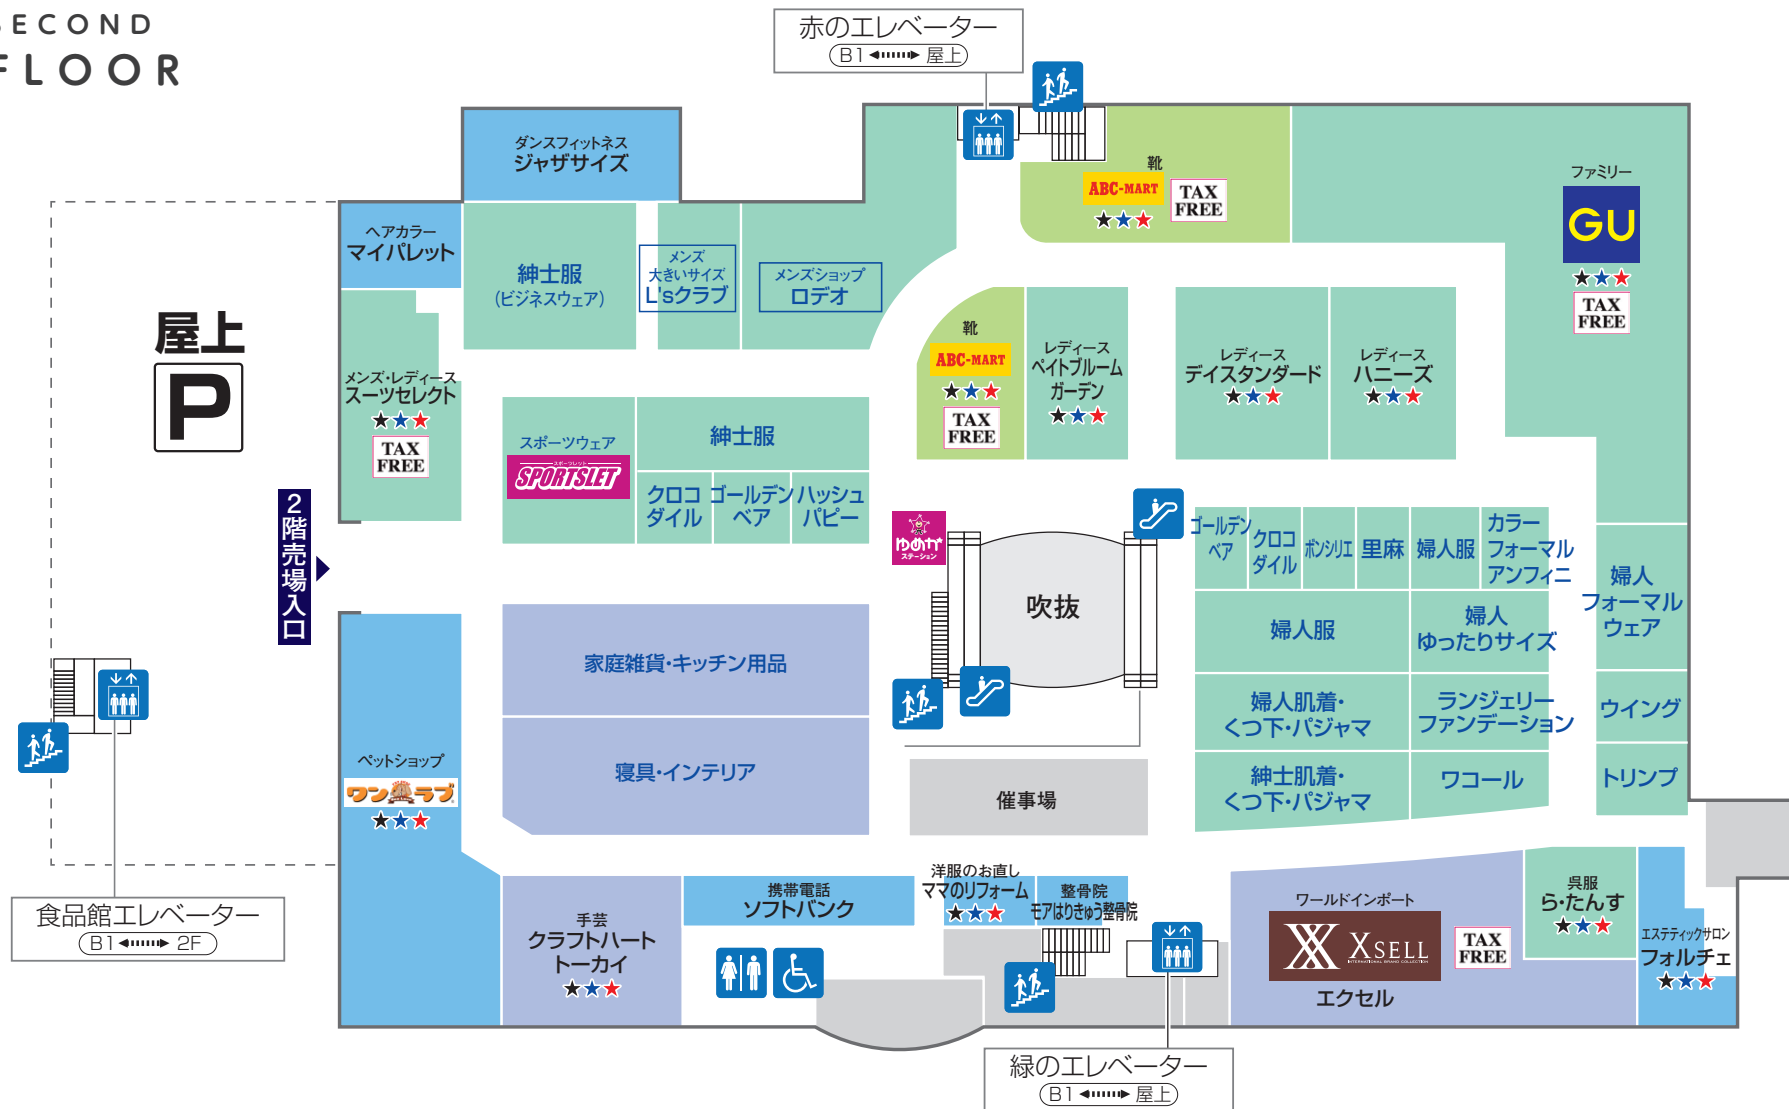 SECOND
FLOOR
赤のエレベーター
B1 屋上
ダンスフィットネス
ジャザサイズ
ヘアカラー
マイパレット
紳士服
(ビジネスウェア)
メンズ
大きいサイズ
L'sクラブ
メンズショップ
ロデオ
靴
ABC-MART
★★★
TAX
FREE
ファミリー
GU
★★★
TAX
FREE
屋上
P
メンズ・レディース
スーツセレクト
★★★
TAX
FREE
スポーツウェア
スポーツレット
SPORTSLET
紳士服
クロコ
ダイル
ゴールデン
ベア
ハッシュ
パピー
靴
ABC-MART
★★★
TAX
FREE
レディース
ペイトブルーム
ガーデン
★★★
レディース
デイスタンダード
★★★
レディース
ハニーズ
★★★
2階売場入口
ゆめか
ステーション
吹抜
ゴールデン
ベア
クロコ
ダイル
ボンシリエ
里麻
婦人服
カラー
フォーマル
アンフィニ
婦人
フォーマル
ウェア
婦人服
婦人
ゆったりサイズ
家庭雑貨・キッチン用品
婦人肌着・
くつ下・パジャマ
ランジェリー
ファンデーション
ウイング
寝具・インテリア
紳士肌着・
くつ下・パジャマ
ワコール
トリンプ
催事場
ペットショップ
ワンラブ
★★★
食品館エレベーター
B1 2F
手芸
クラフトハート
トーカイ
★★★
携帯電話
ソフトバンク
洋服のお直し
ママのリフォーム
★★★
整骨院
モアはりきゅう整骨院
ワールドインポート
XSELL
INTERNATIONAL BRAND COLLECTION
TAX
FREE
エクセル
呉服
ら・たんす
★★★
エステティックサロン
フォルチェ
★★★
緑のエレベーター
B1 屋上